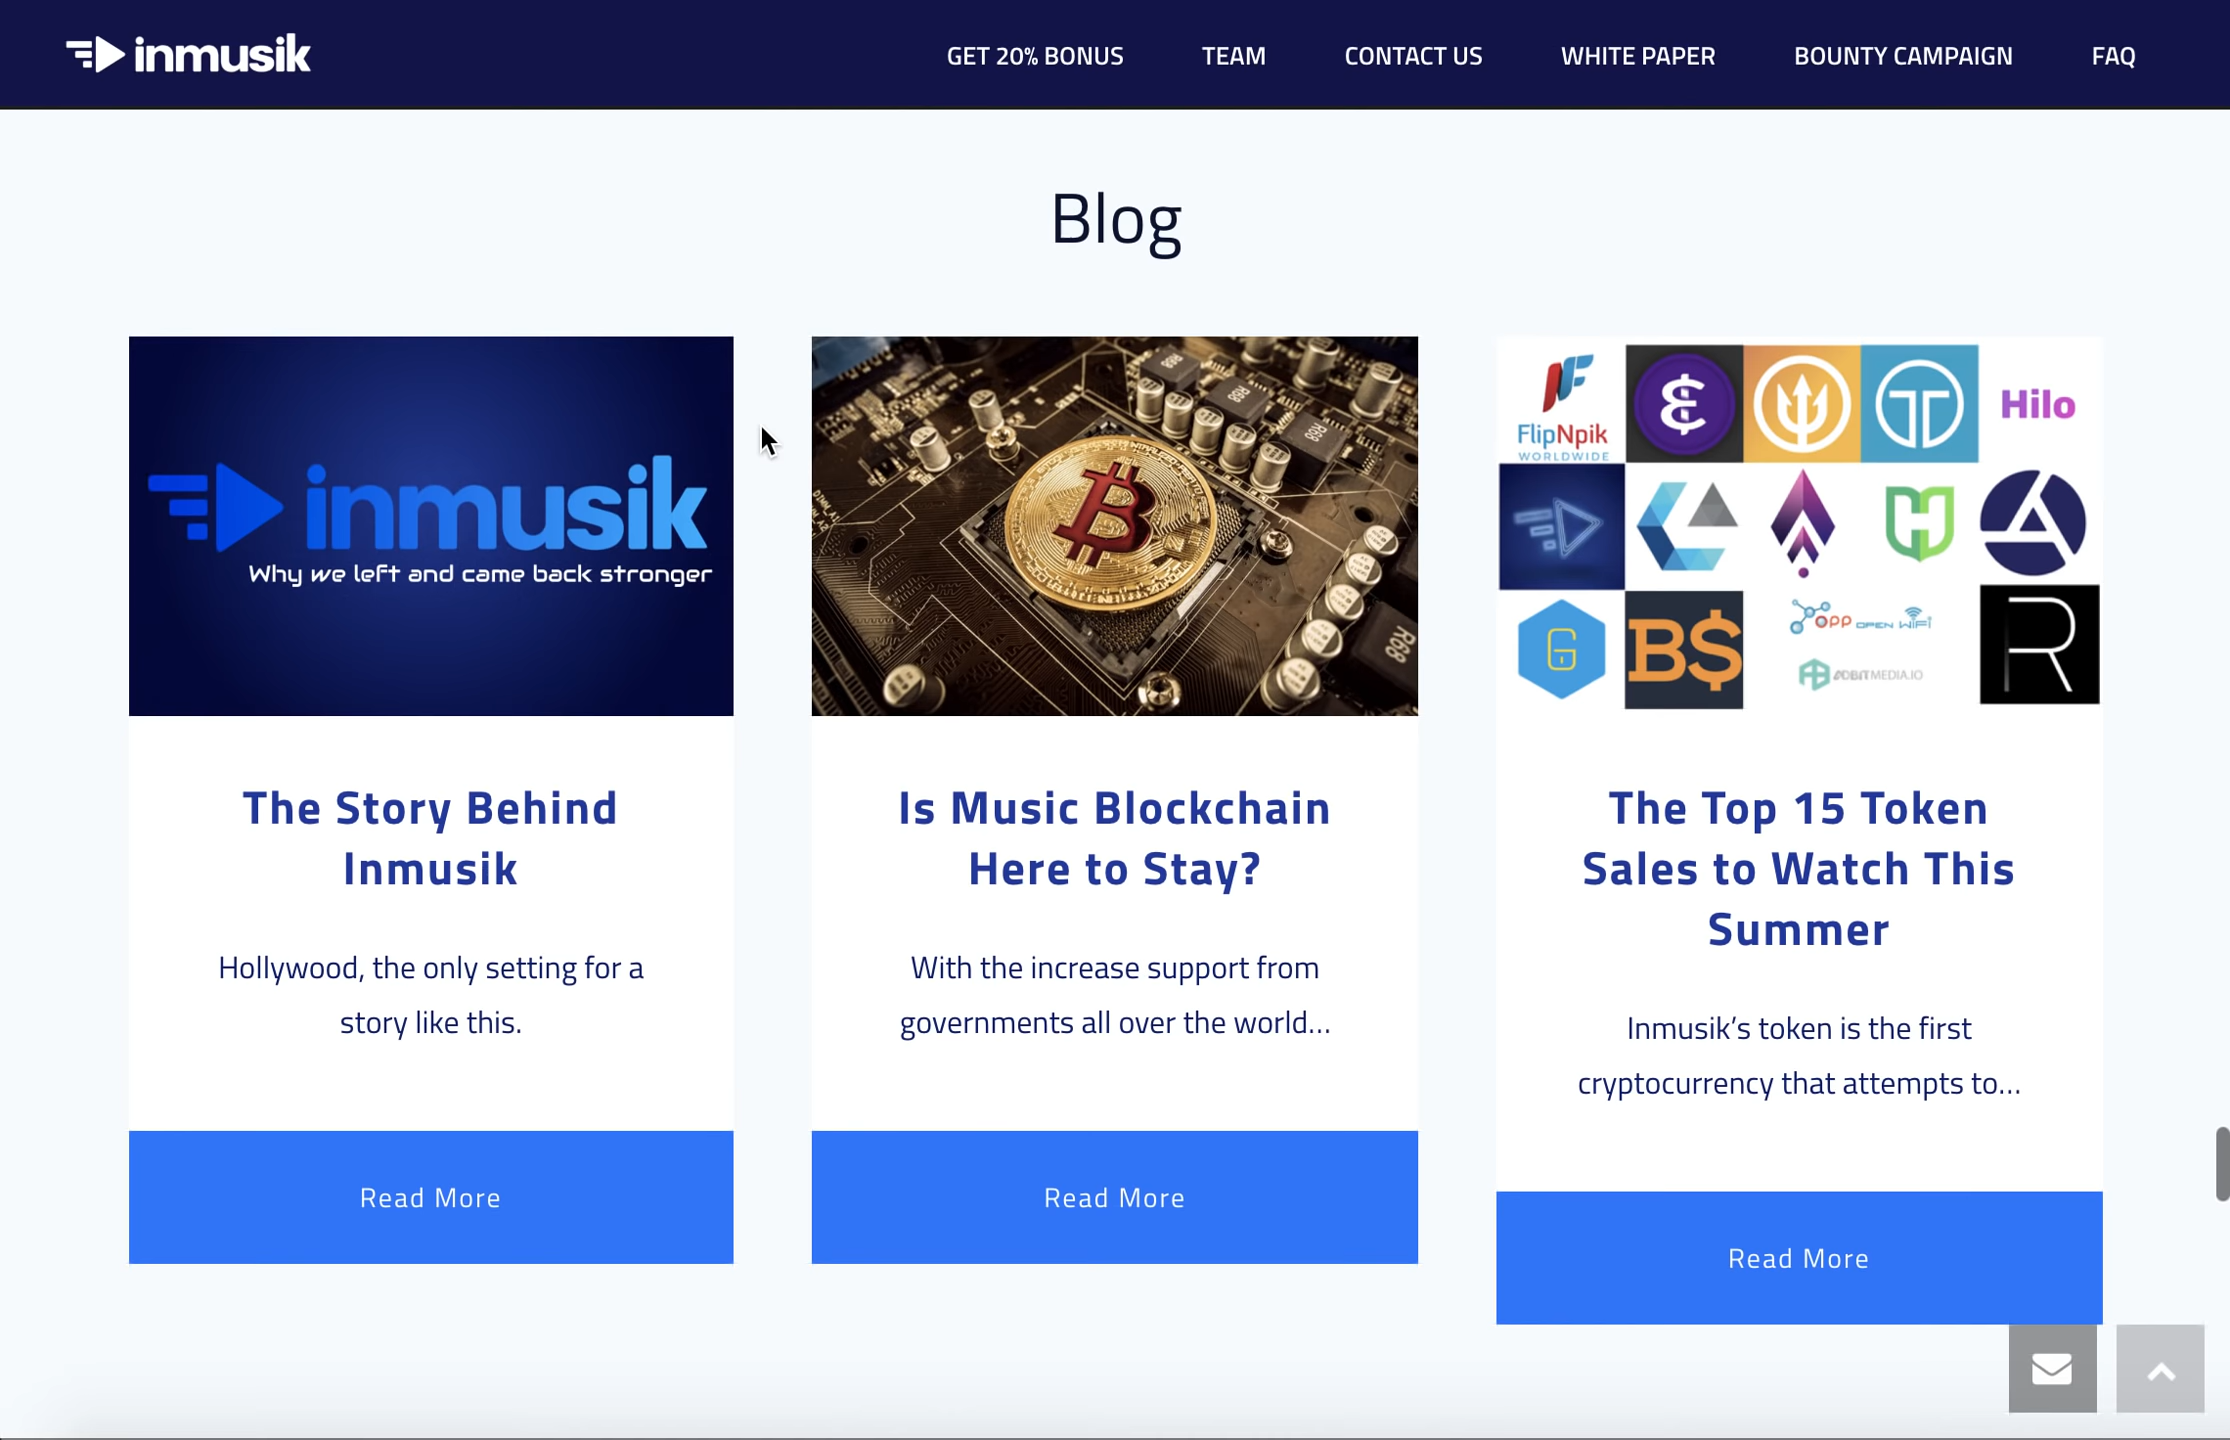 inmusik
GET 20% BONUS
TEAM
CONTACT US
WHITE PAPER
BOUNTY CAMPAIGN
FAQ
Blog
inmusik
Why we left and came back stronger
The Story Behind
Inmusik
Hollywood, the only setting for a
story like this.
Read More
R68
R68
R68
R68
Is Music Blockchain
Here to Stay?
With the increase support from
governments all over the world...
Read More
FlipNpik
WORLDWIDE
Hilo
G
B$
OPP OPEN WiFi
R
The Top 15 Token
Sales to Watch This
Summer
Inmusik’s token is the first
cryptocurrency that attempts to...
Read More